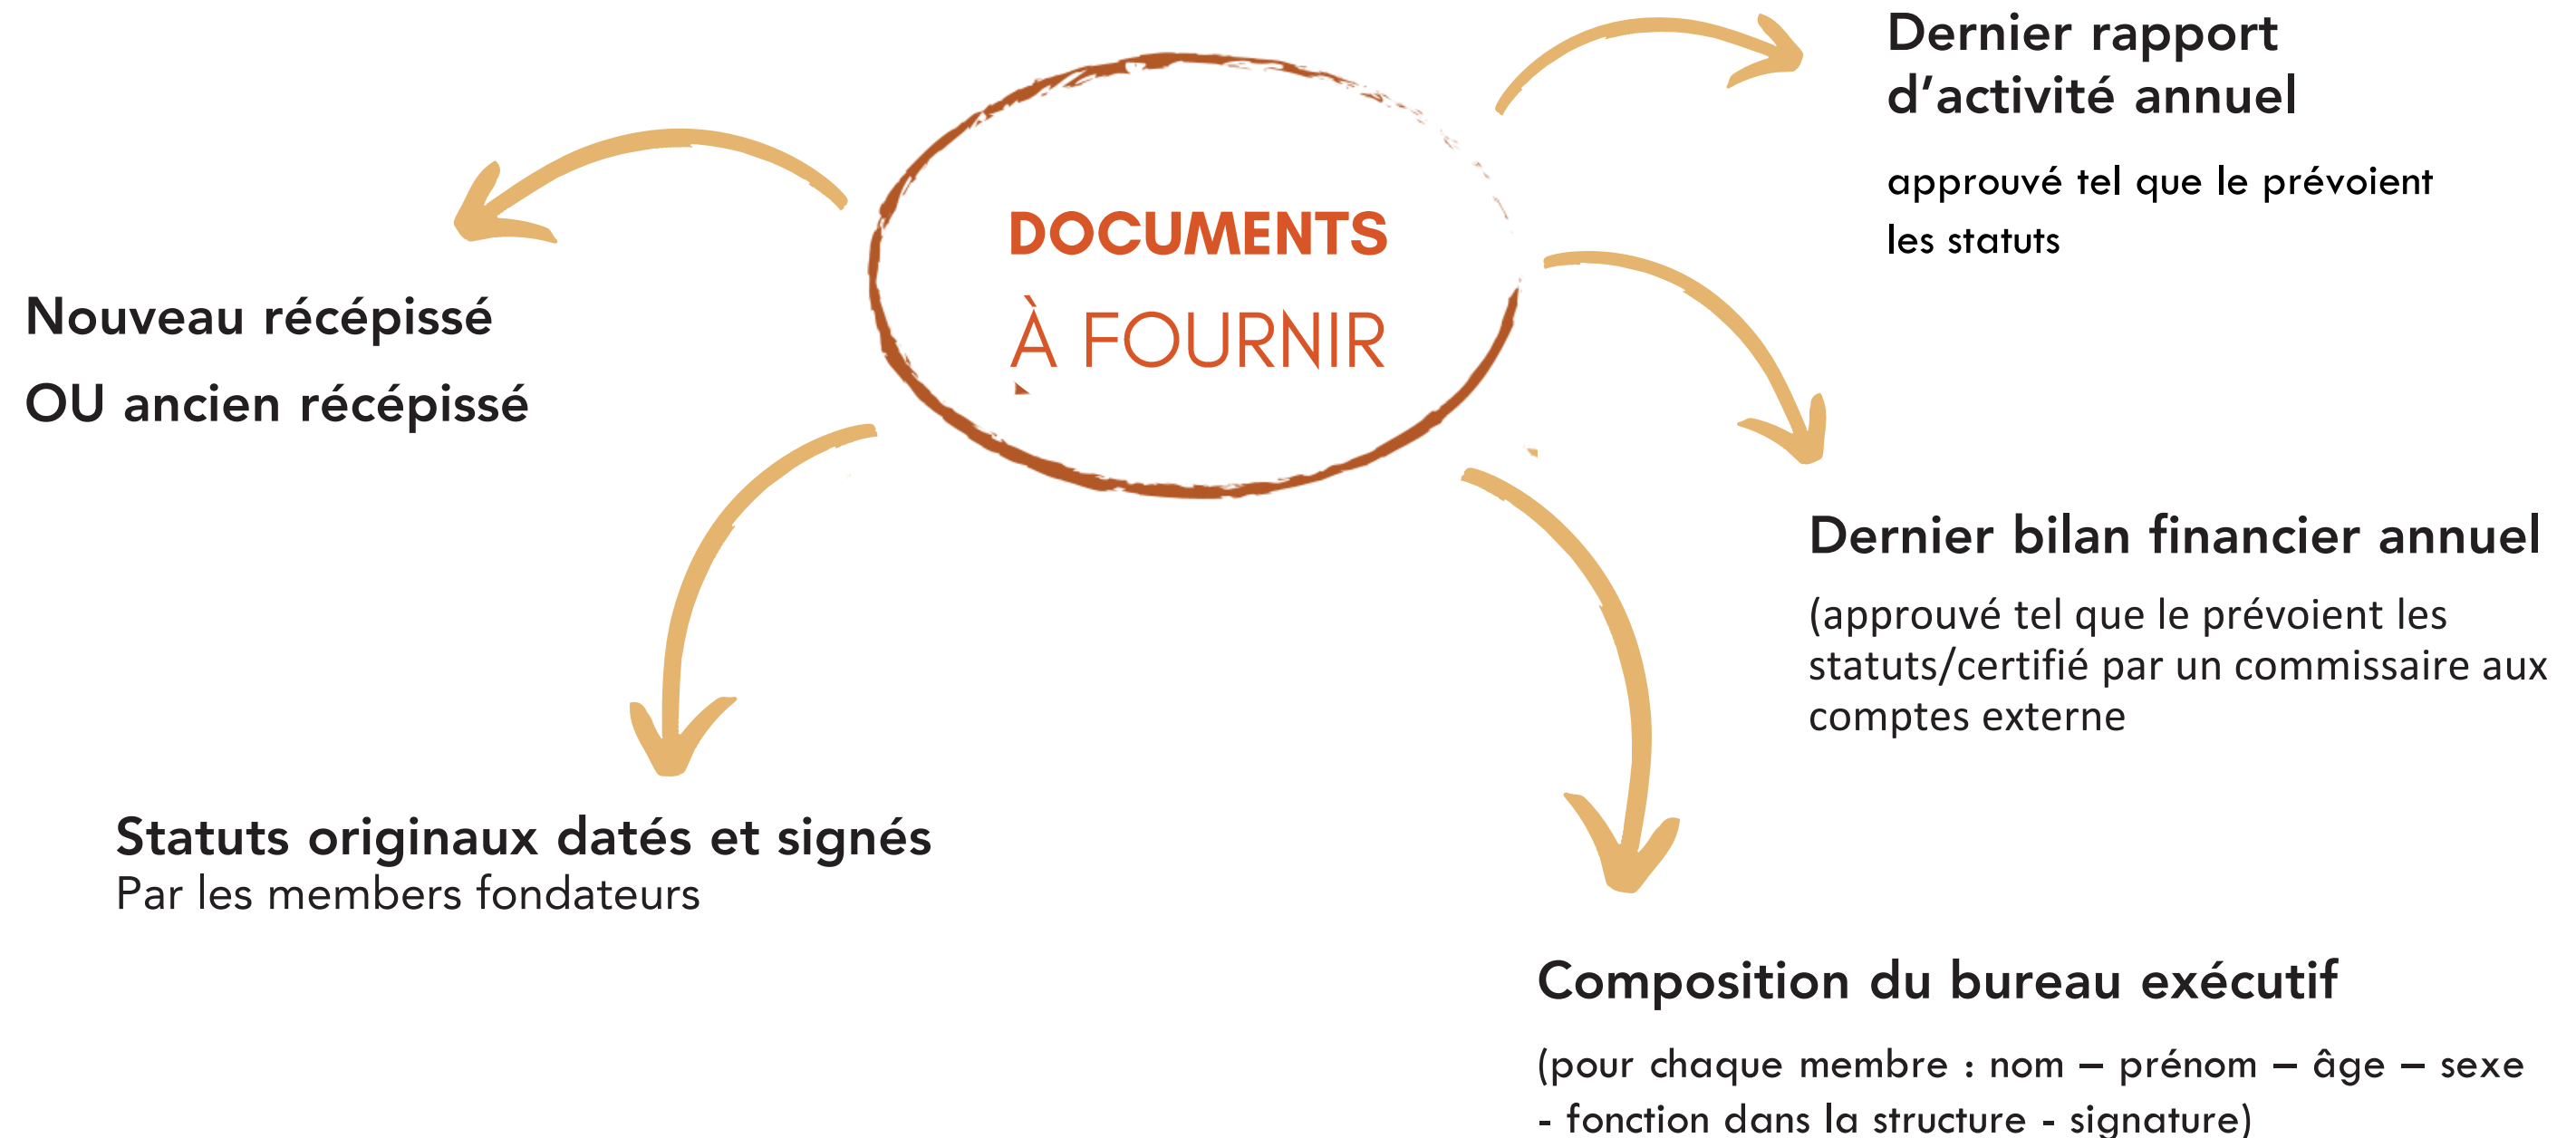 DOCUMENTS
À FOURNIR
Nouveau récépissé
OU ancien récépissé
Statuts originaux datés et signés
Par les members fondateurs
Dernier rapport
d’activité annuel
approuvé tel que le prévoient
les statuts
Dernier bilan financier annuel
(approuvé tel que le prévoient les
statuts/certifié par un commissaire aux
comptes externe
Composition du bureau exécutif
(pour chaque membre : nom – prénom – âge – sexe
- fonction dans la structure - signature)